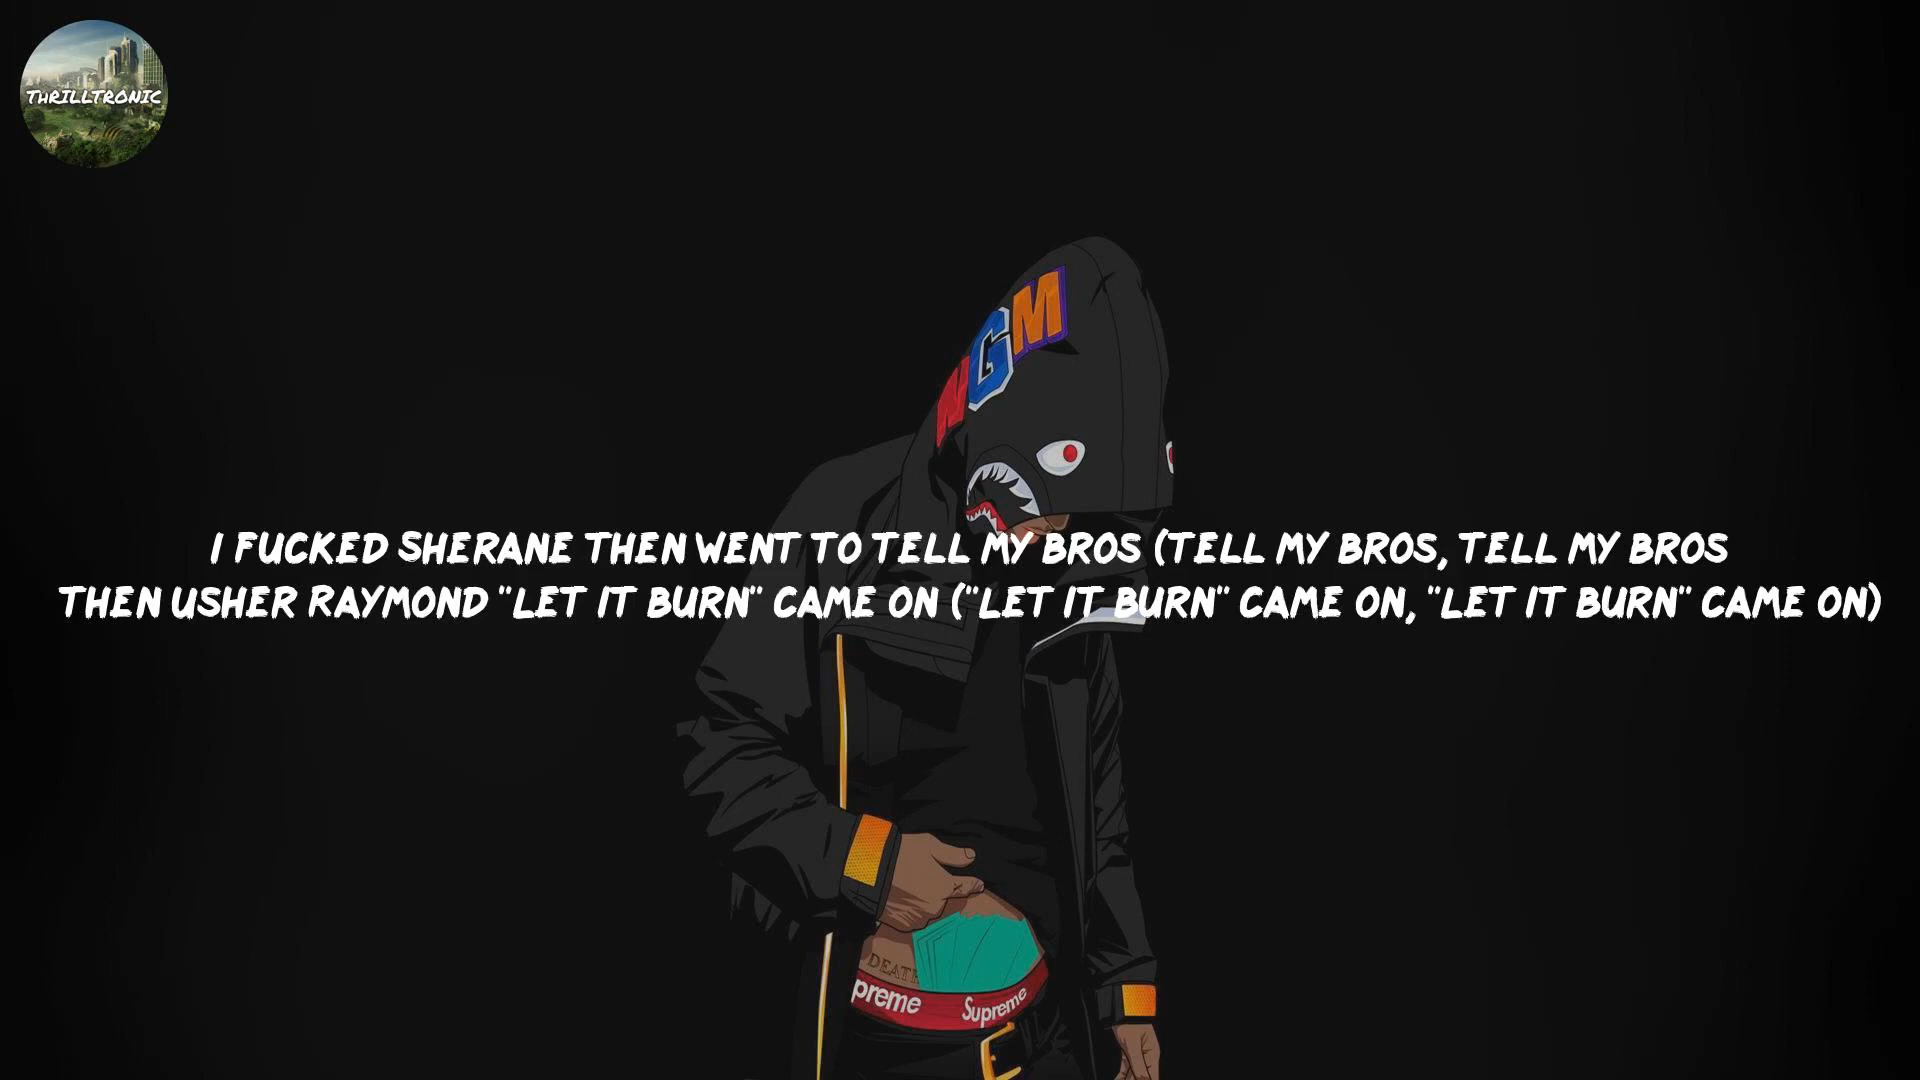 THRILLTRONIC
NGM
I FUCKED SHERANE THEN WENT TO TELL MY BROS (TELL MY BROS, TELL MY BROS
THEN USHER RAYMOND "LET IT BURN" CAME ON ("LET IT BURN" CAME ON, "LET IT BURN" CAME ON)
DEATH
preme Supreme